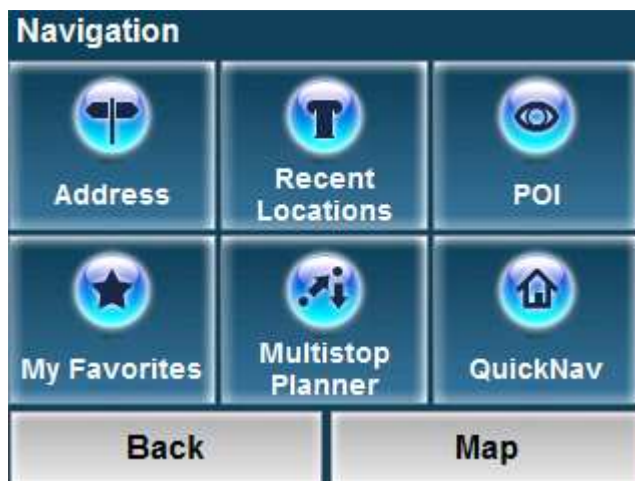 Navigation
Address
Recent
Locations
POI
My Favorites
Multistop
Planner
QuickNav
Back
Map